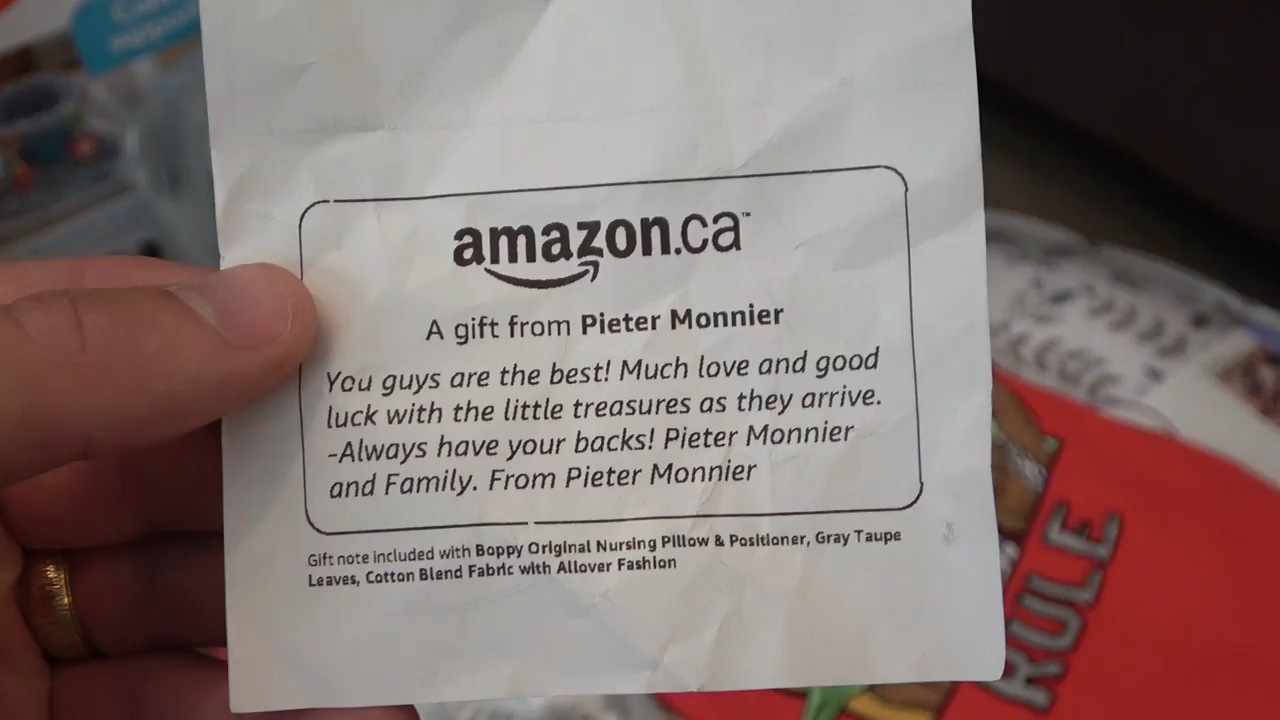 amazon.ca™
A gift from Pieter Monnier
You guys are the best! Much love and good
luck with the little treasures as they arrive.
-Always have your backs! Pieter Monnier
and Family. From Pieter Monnier
Gift note included with Boppy Original Nursing Pillow & Positioner, Gray Taupe
Leaves, Cotton Blend Fabric with Allover Fashion
RULE